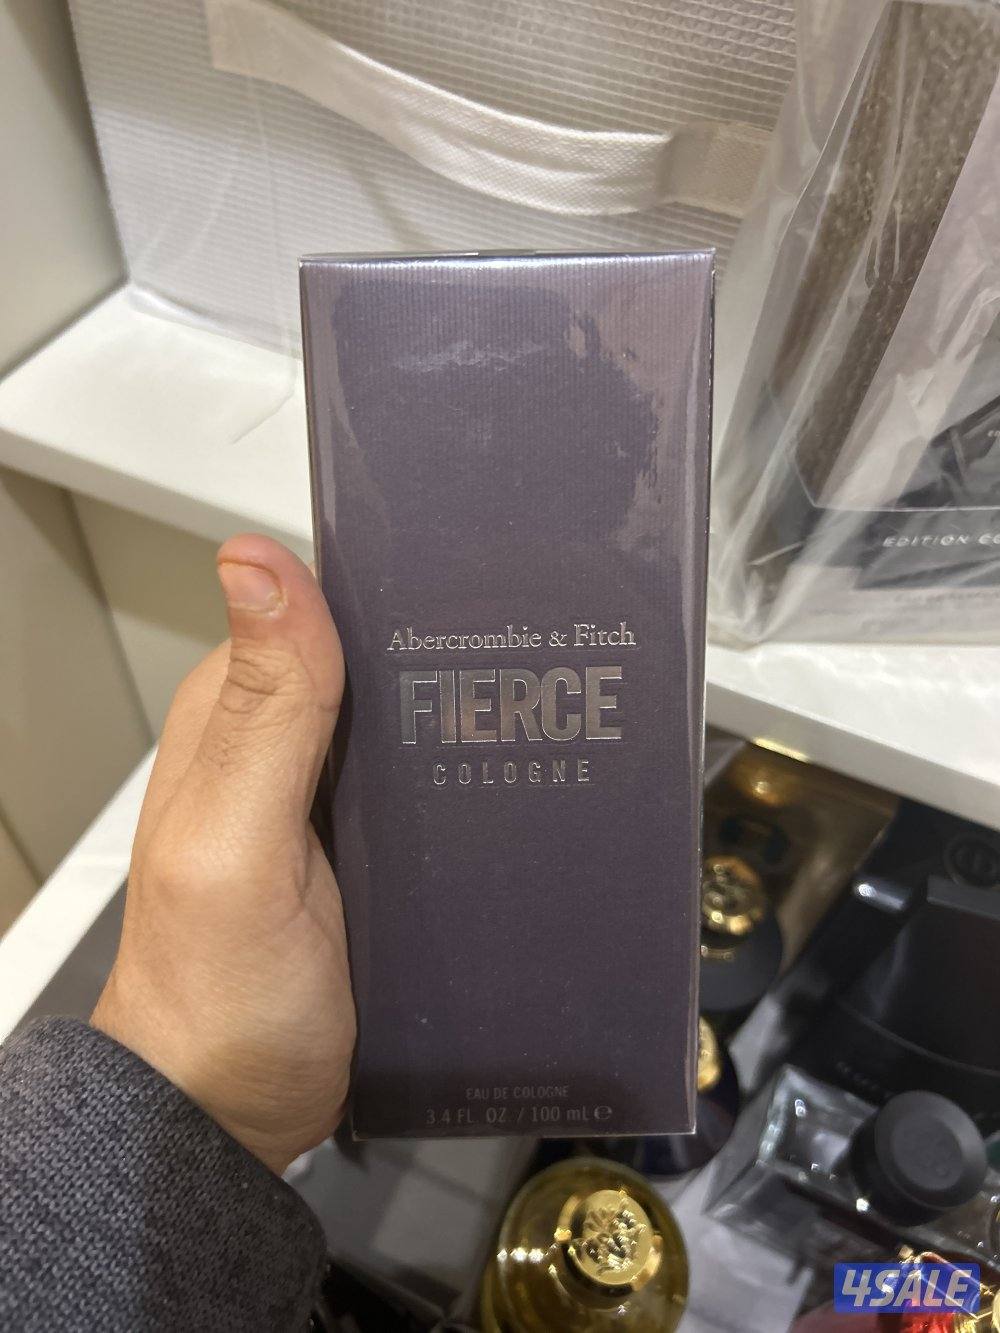 EDITION
Abercrombie & Fitch
FIERCE
COLOGNE
EAU DE COLOGNE
3.4 FL. OZ. / 100 mL ℮
4SALE